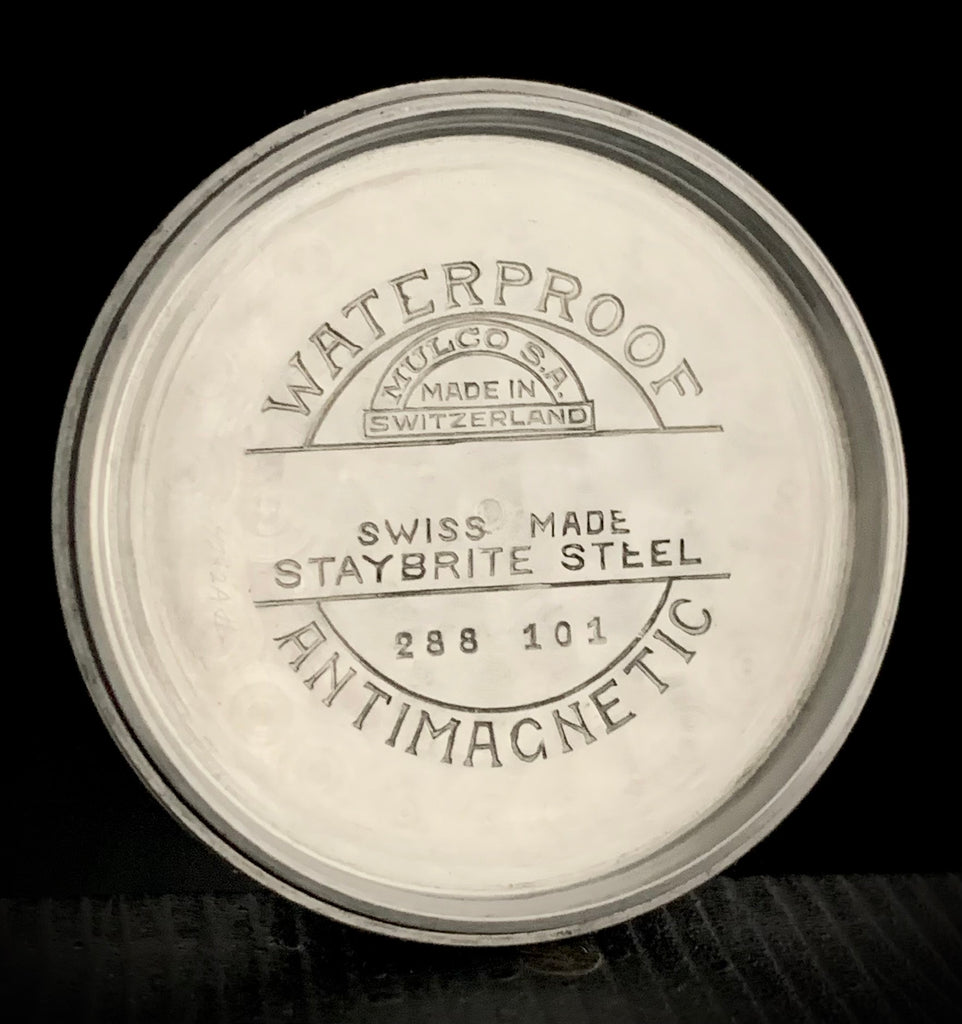 WATERPROOF
MULCO S.A.
MADE IN
SWITZERLAND
SWISS MADE
STAYBRITE STEEL
288 101
ANTIMAGNETIC